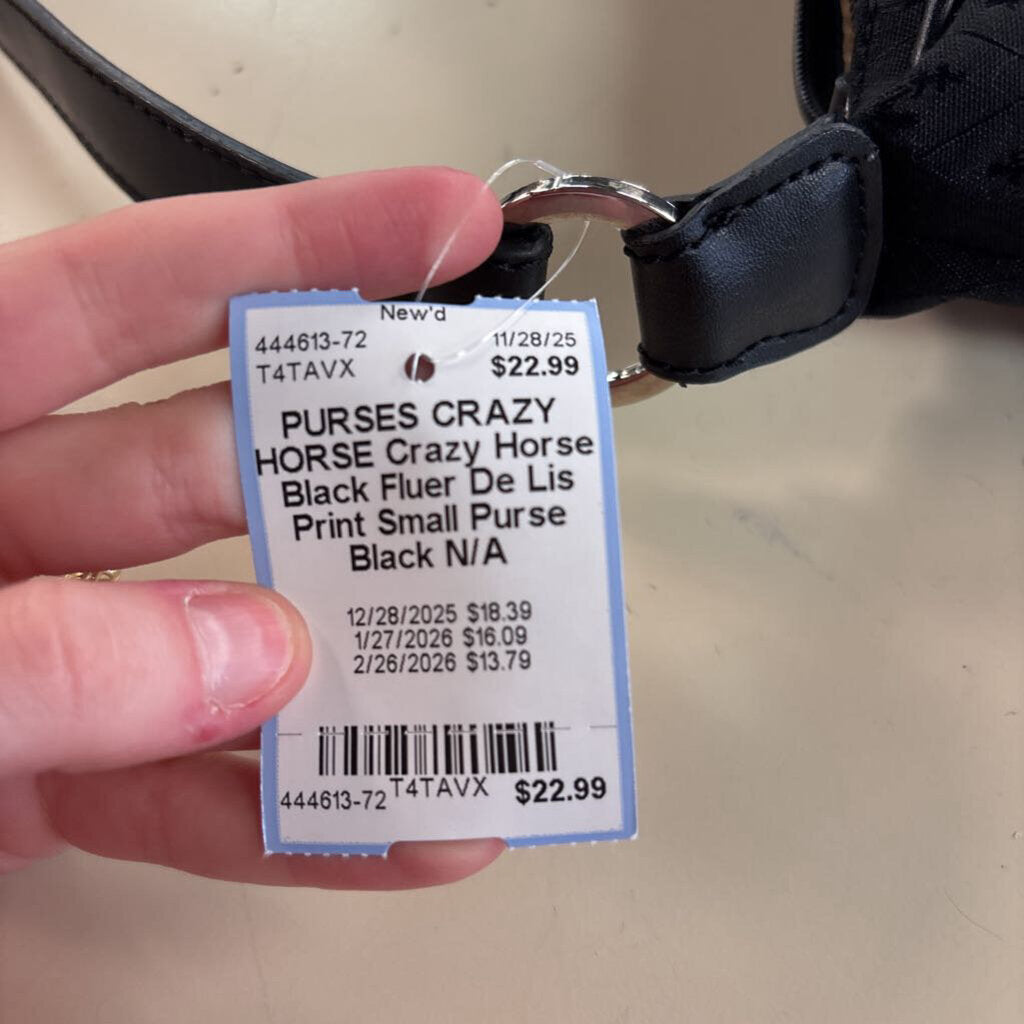 New'd
444613-72 11/28/25
T4TAVX $22.99
PURSES CRAZY
HORSE Crazy Horse
Black Fluer De Lis
Print Small Purse
Black N/A
12/28/2025 $18.39
1/27/2026 $16.09
2/26/2026 $13.79
444613-72 T4TAVX $22.99